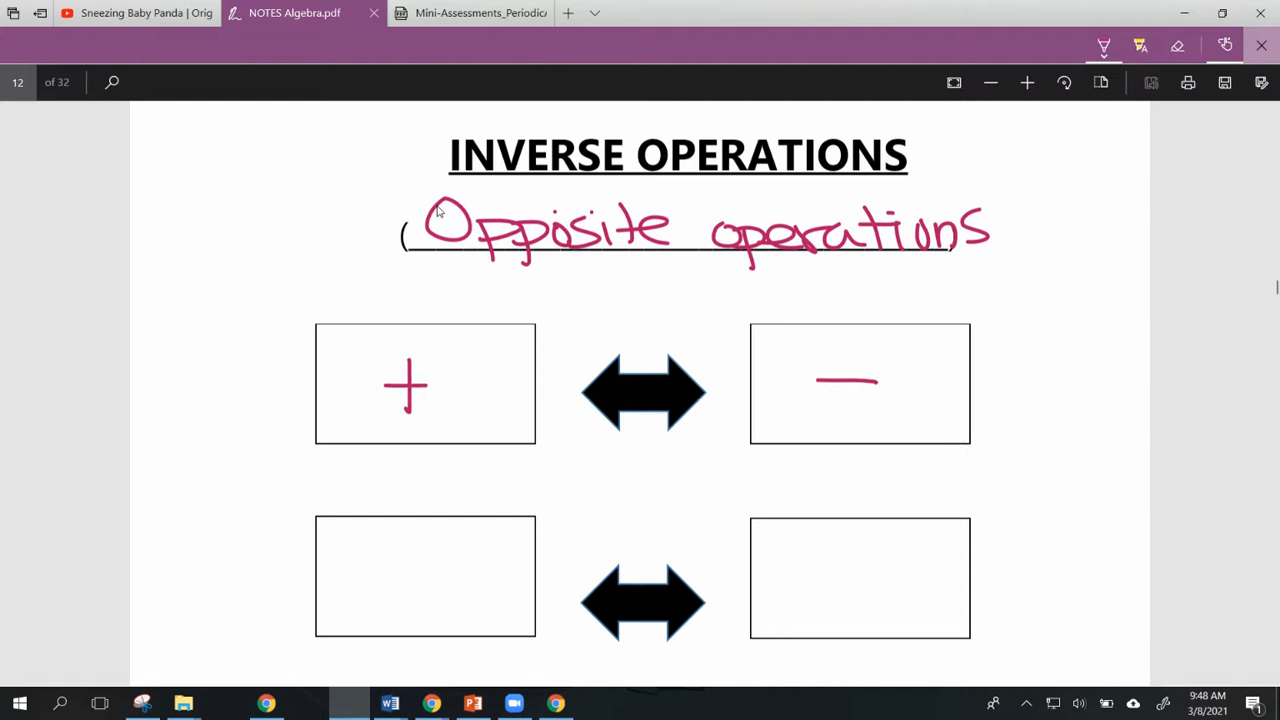 Sneezing Baby Panda | Orig
NOTES Algebra.pdf
Mini-Assessments_Periodica
12 of 32
INVERSE OPERATIONS
(Opposite operations)
+ −
9:48 AM
3/8/2021